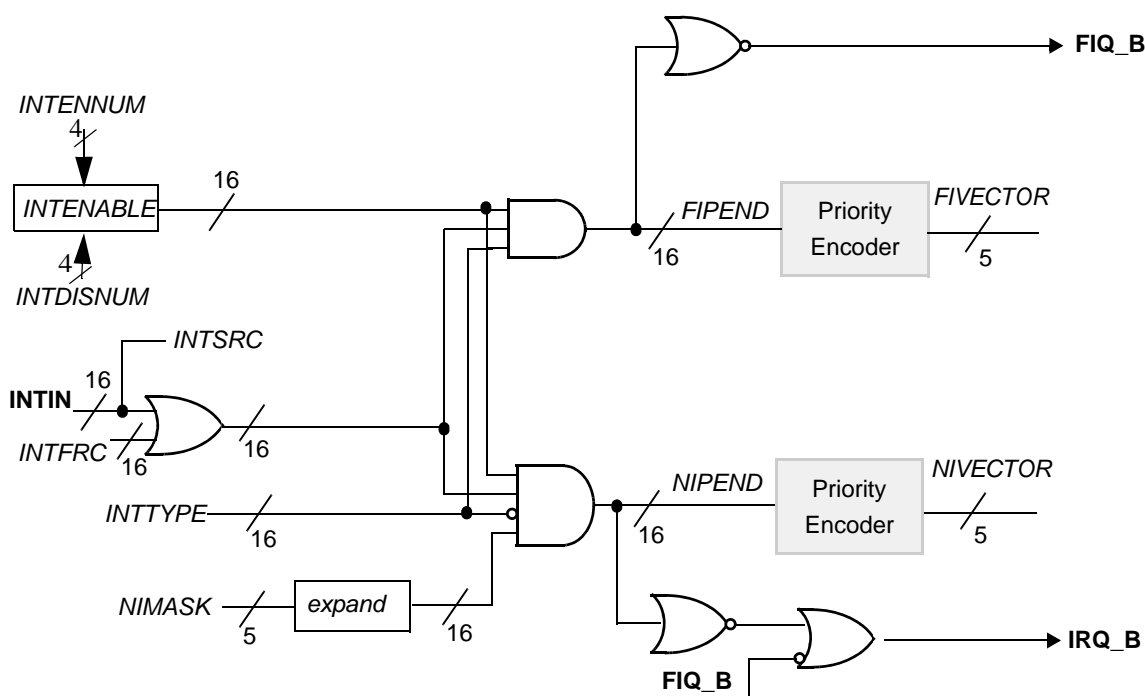 FIQ_B
INTENNUM
4
16
INTENABLE
4
INTDISNUM
FIPEND
16
Priority
Encoder
FIVECTOR
5
INTSRC
16
INTIN
INTFRC
16
16
INTTYPE
16
NIPEND
16
Priority
Encoder
NIVECTOR
5
NIMASK
5
expand
16
FIQ_B
IRQ_B